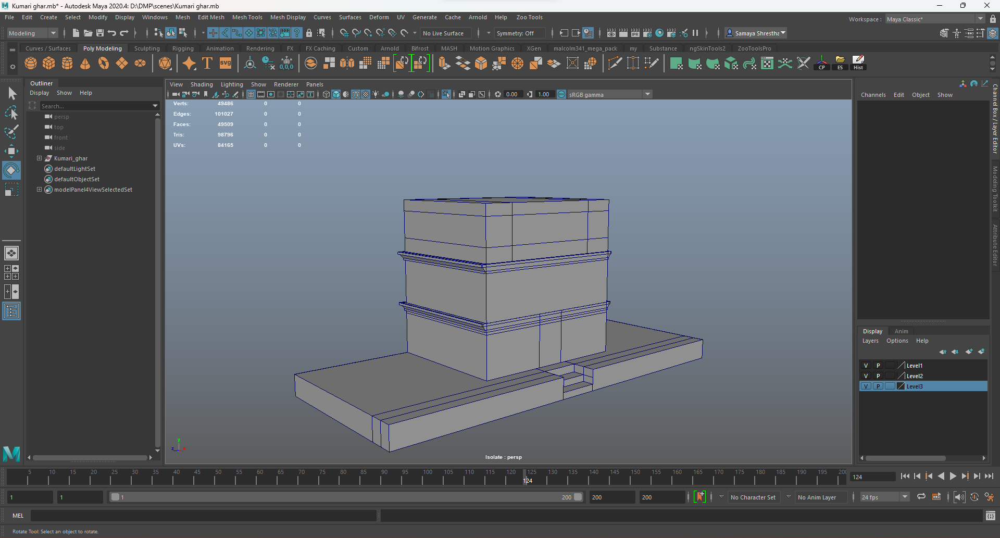 Kumari ghar.mb* - Autodesk Maya 2020.4: D:\DMP\scenes\Kumari ghar.mb
File Edit Create Select Modify Display Windows Mesh Edit Mesh Mesh Tools Mesh Display Curves Surfaces Deform UV Generate Cache Arnold Help Zoo Tools
Workspace : Maya Classic*
Modeling No Live Surface Symmetry: Off IPR Samaya Shrestha
Curves / Surfaces Poly Modeling Sculpting Rigging Animation Rendering FX FX Caching Custom Arnold Bifrost MASH Motion Graphics XGen malcolm341_mega_pack my Substance ngSkinTools2 ZooToolsPro
T svg 0,0,0 CP ES Hist
Outliner
Display Show Help
Search...
persp
top
front
side
Kumari_ghar
defaultLightSet
defaultObjectSet
modelPanel4ViewSelectedSet
View Shading Lighting Show Renderer Panels
0.00 1.00 ON sRGB gamma
Verts: 49486 0 0
Edges: 101027 0 0
Faces: 49509 0 0
Tris: 98796 0 0
UVs: 84165 0 0
y
z x
Isolate : persp
Channels Edit Object Show
Channel Box / Layer Editor
Modeling Toolkit
Attribute Editor
Display Anim
Layers Options Help
V P Level1
V P Level2
V P Level3
5 10 15 20 25 30 35 40 45 50 55 60 65 70 75 80 85 90 95 100 105 110 115 120 125 130 135 140 145 150 155 160 165 170 175 180 185 190 195 200
124
124
1 1 1 200 200 200 No Character Set No Anim Layer 24 fps
MEL
Rotate Tool: Select an object to rotate.